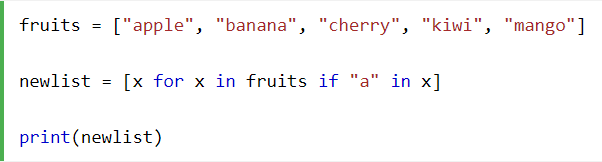 fruits = ["apple", "banana", "cherry", "kiwi", "mango"]
newlist = [x for x in fruits if "a" in x]
print(newlist)